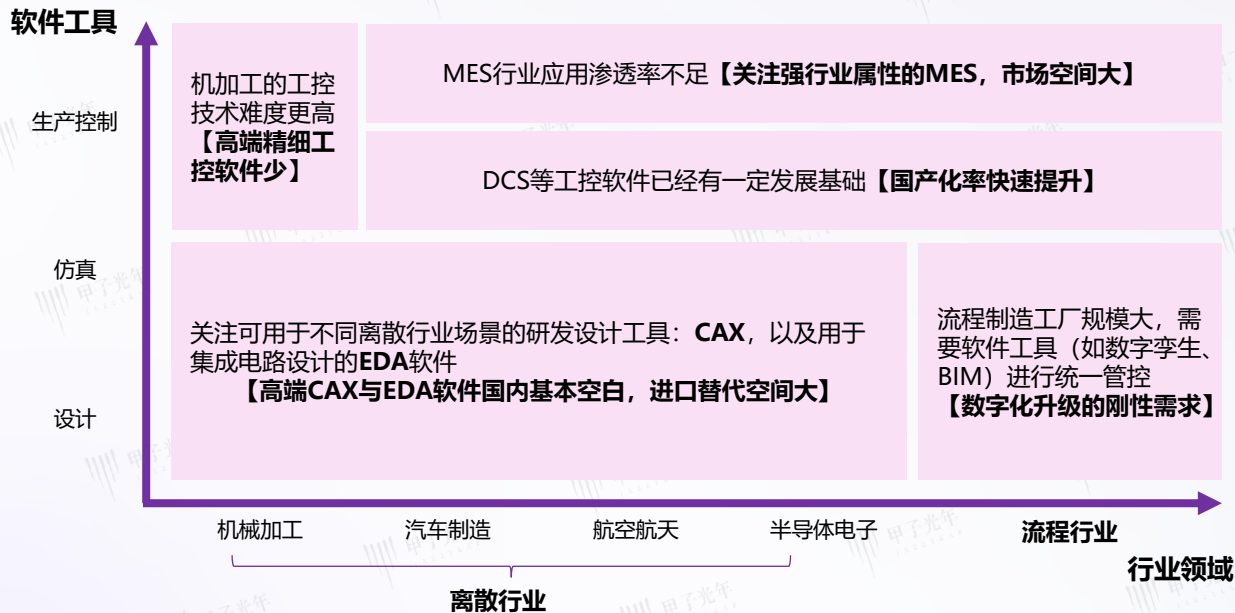 软件工具
生产控制
仿真
设计
机加工的工控
技术难度更高
【高端精细工
控软件少】
MES行业应用渗透率不足【关注强行业属性的MES，市场空间大】
DCS等工控软件已经有一定发展基础【国产化率快速提升】
关注可用于不同离散行业场景的研发设计工具：CAX，以及用于
集成电路设计的EDA软件
【高端CAX与EDA软件国内基本空白，进口替代空间大】
流程制造工厂规模大，需
要软件工具（如数字孪生、
BIM）进行统一管控
【数字化升级的刚性需求】
机械加工
汽车制造
航空航天
半导体电子
流程行业
行业领域
离散行业
甲子光年